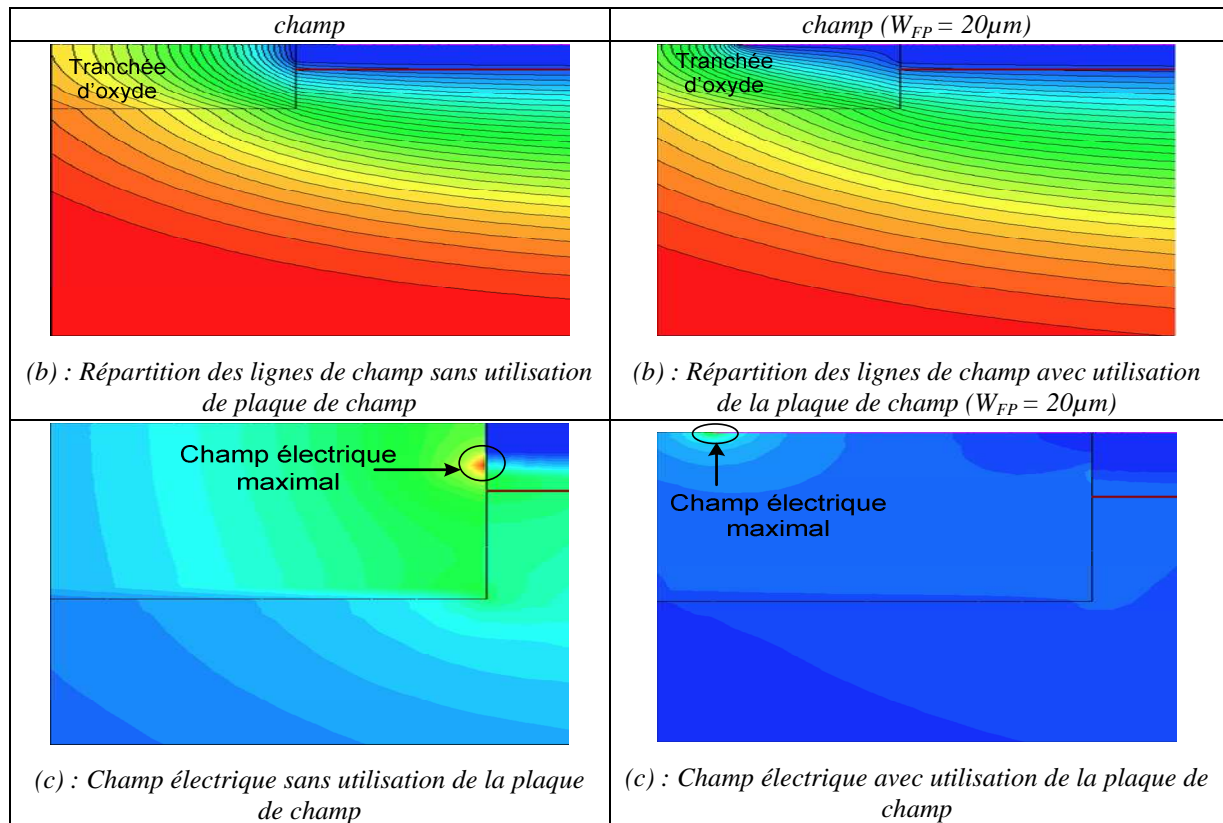 champ
champ (W_FP = 20µm)
Tranchée
d'oxyde
Tranchée
d'oxyde
(b) : Répartition des lignes de champ sans utilisation
de plaque de champ
(b) : Répartition des lignes de champ avec utilisation
de la plaque de champ (W_FP = 20µm)
Champ électrique
maximal
Champ électrique
maximal
(c) : Champ électrique sans utilisation de la plaque
de champ
(c) : Champ électrique avec utilisation de la plaque de
champ